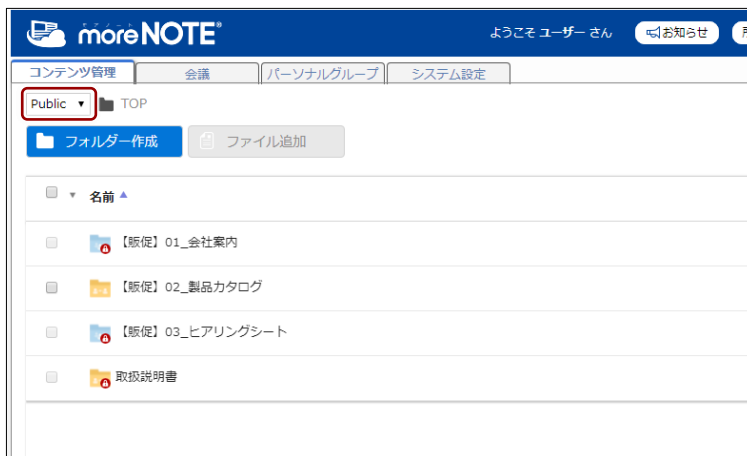 moreNOTE®
ようこそ ユーザー さん
お知らせ
コンテンツ管理
会議
パーソナルグループ
システム設定
Public ▼ TOP
フォルダー作成
ファイル追加
名前
【販促】01_会社案内
【販促】02_製品カタログ
【販促】03_ヒアリングシート
取扱説明書